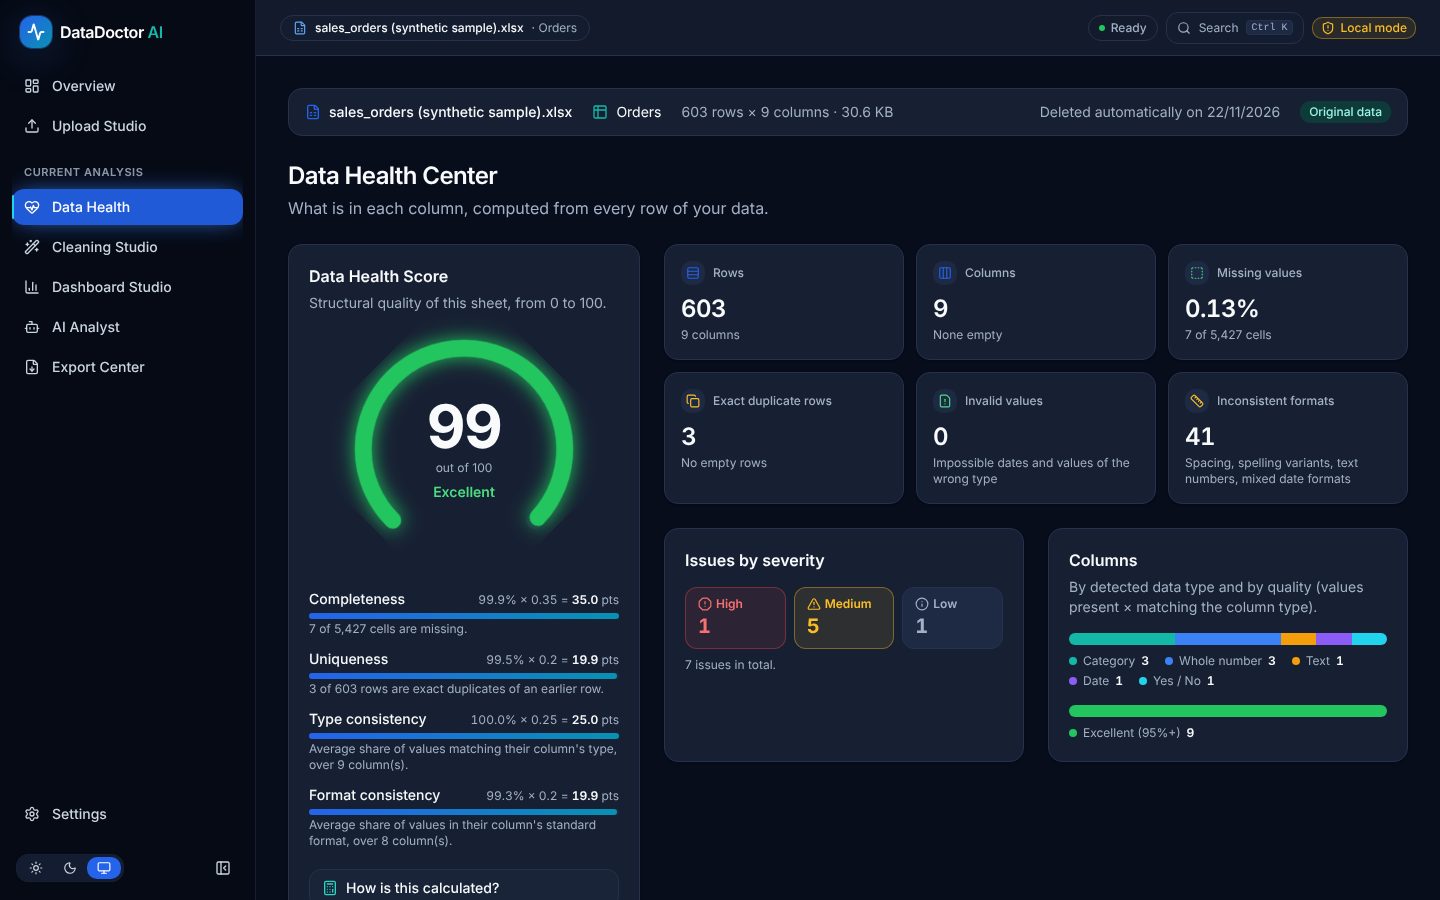 DataDoctor AI
Overview
Upload Studio
CURRENT ANALYSIS
Data Health
Cleaning Studio
Dashboard Studio
AI Analyst
Export Center
Settings
sales_orders (synthetic sample).xlsx · Orders
Ready
Search Ctrl K
Local mode
sales_orders (synthetic sample).xlsx Orders 603 rows × 9 columns · 30.6 KB Deleted automatically on 22/11/2026 Original data
Data Health Center
What is in each column, computed from every row of your data.
Data Health Score
Structural quality of this sheet, from 0 to 100.
99
out of 100
Excellent
Completeness 99.9% × 0.35 = 35.0 pts
7 of 5,427 cells are missing.
Uniqueness 99.5% × 0.2 = 19.9 pts
3 of 603 rows are exact duplicates of an earlier row.
Type consistency 100.0% × 0.25 = 25.0 pts
Average share of values matching their column's type,
over 9 column(s).
Format consistency 99.3% × 0.2 = 19.9 pts
Average share of values in their column's standard
format, over 8 column(s).
How is this calculated?
Rows
603
9 columns
Columns
9
None empty
Missing values
0.13%
7 of 5,427 cells
Exact duplicate rows
3
No empty rows
Invalid values
0
Impossible dates and values of the
wrong type
Inconsistent formats
41
Spacing, spelling variants, text
numbers, mixed date formats
Issues by severity
High
1
Medium
5
Low
1
7 issues in total.
Columns
By detected data type and by quality (values
present × matching the column type).
Category 3 Whole number 3 Text 1
Date 1 Yes / No 1
Excellent (95%+) 9